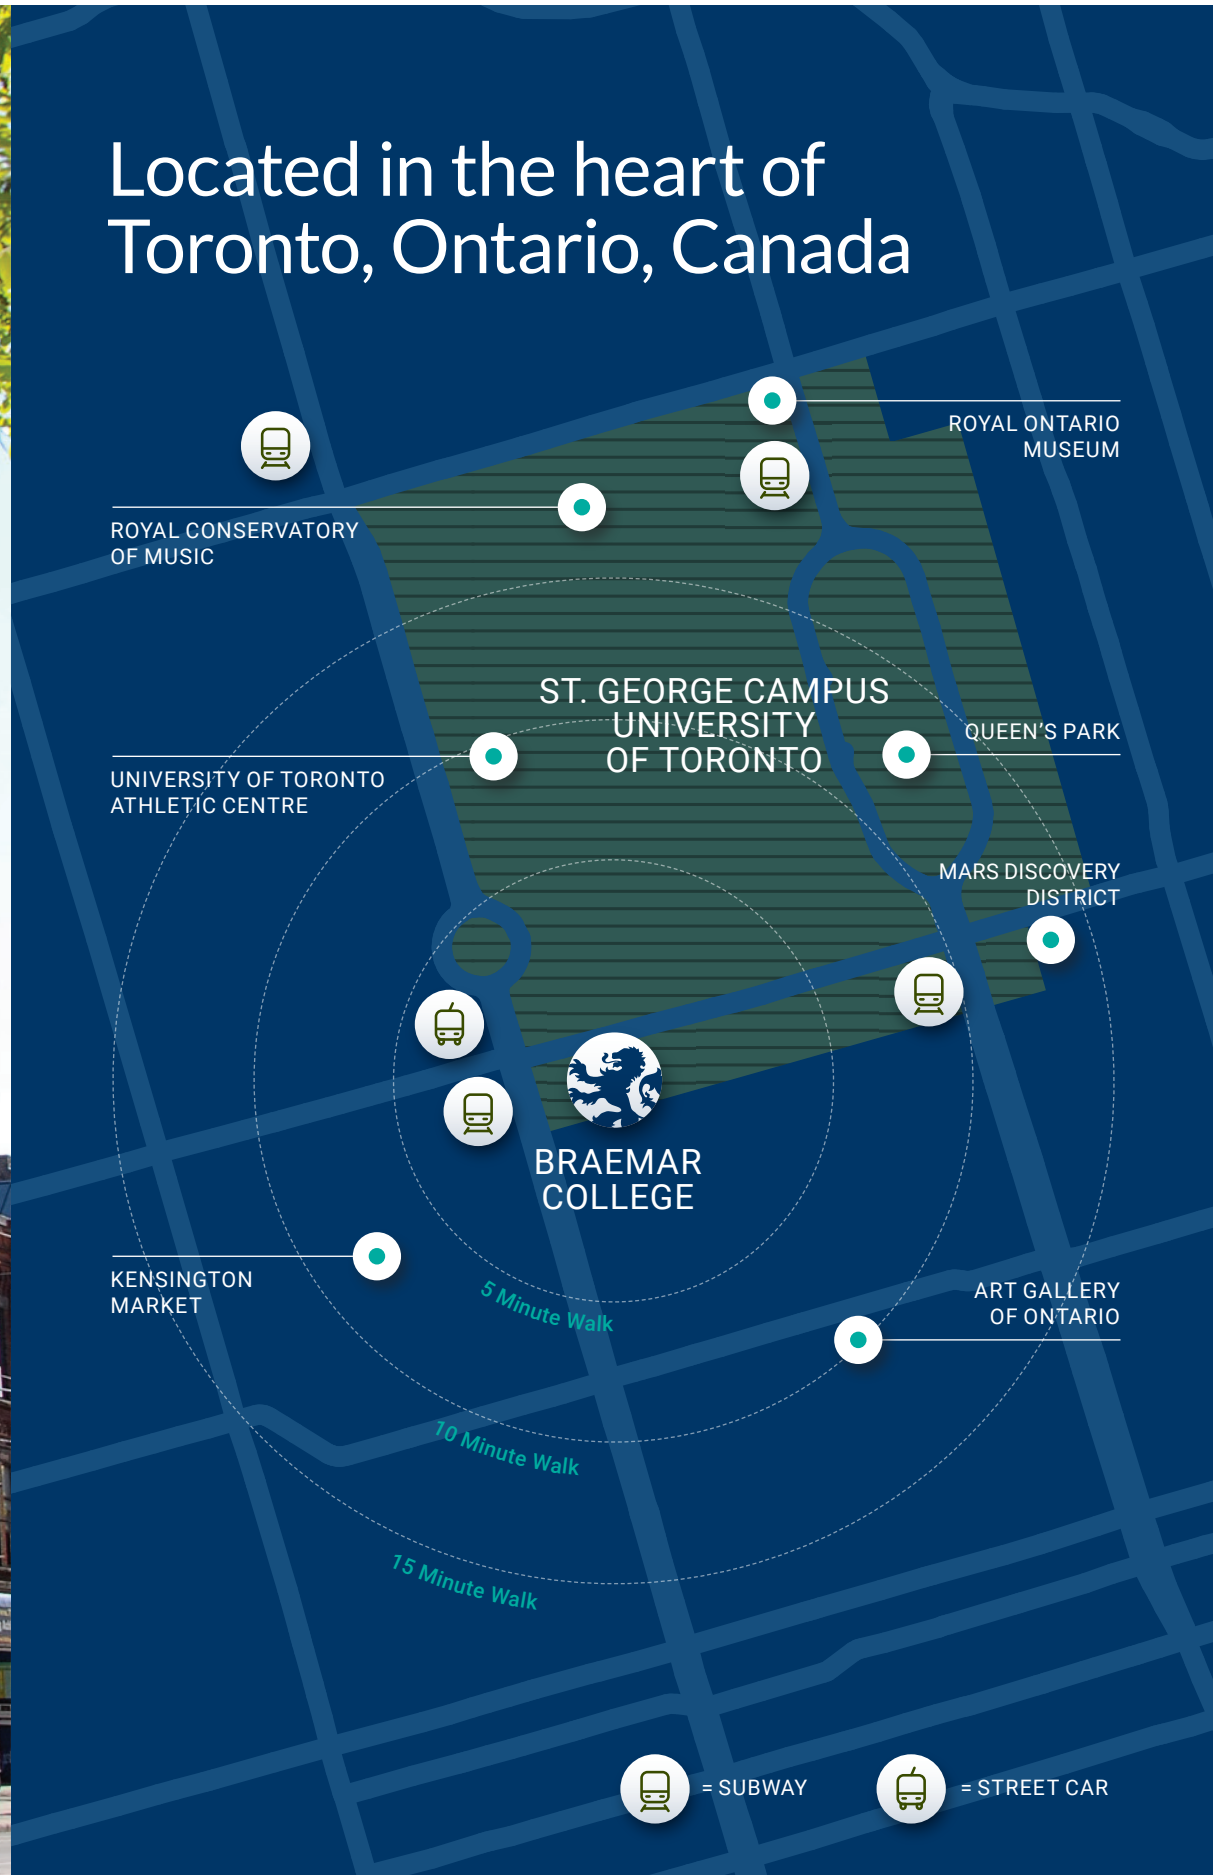 Located in the heart of
Toronto, Ontario, Canada
ROYAL ONTARIO
MUSEUM
ROYAL CONSERVATORY
OF MUSIC
ST. GEORGE CAMPUS
UNIVERSITY
OF TORONTO
QUEEN’S PARK
UNIVERSITY OF TORONTO
ATHLETIC CENTRE
MARS DISCOVERY
DISTRICT
BRAEMAR
COLLEGE
KENSINGTON
MARKET
ART GALLERY
OF ONTARIO
5 Minute Walk
10 Minute Walk
15 Minute Walk
= SUBWAY
= STREET CAR